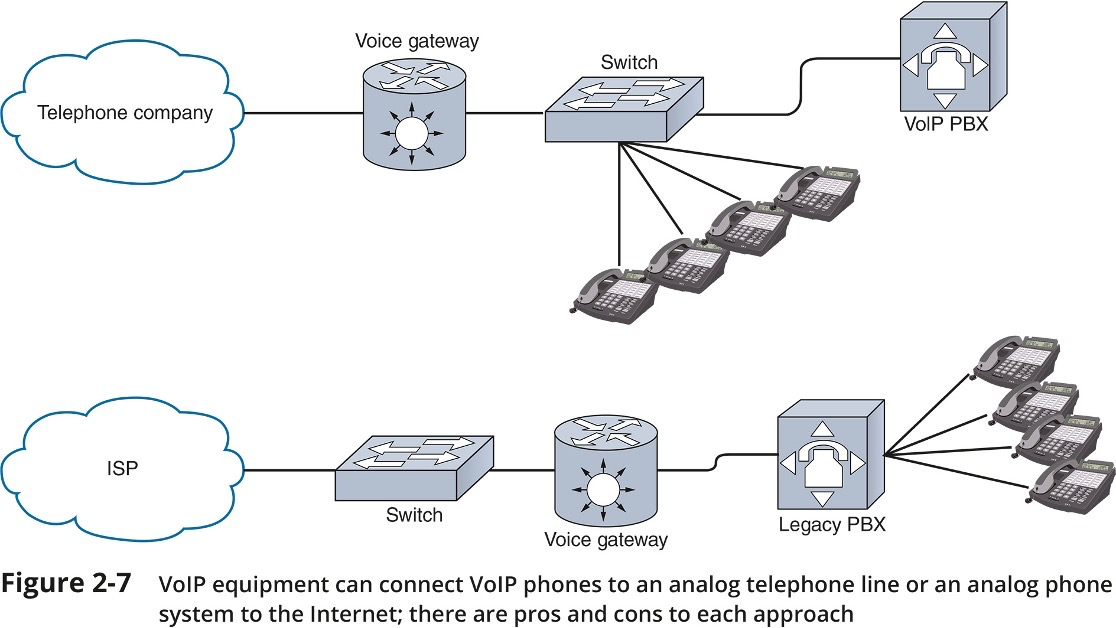 Voice gateway
Switch
Telephone company
VoIP PBX
ISP
Switch
Voice gateway
Legacy PBX
Figure 2-7 VoIP equipment can connect VoIP phones to an analog telephone line or an analog phone
system to the Internet; there are pros and cons to each approach